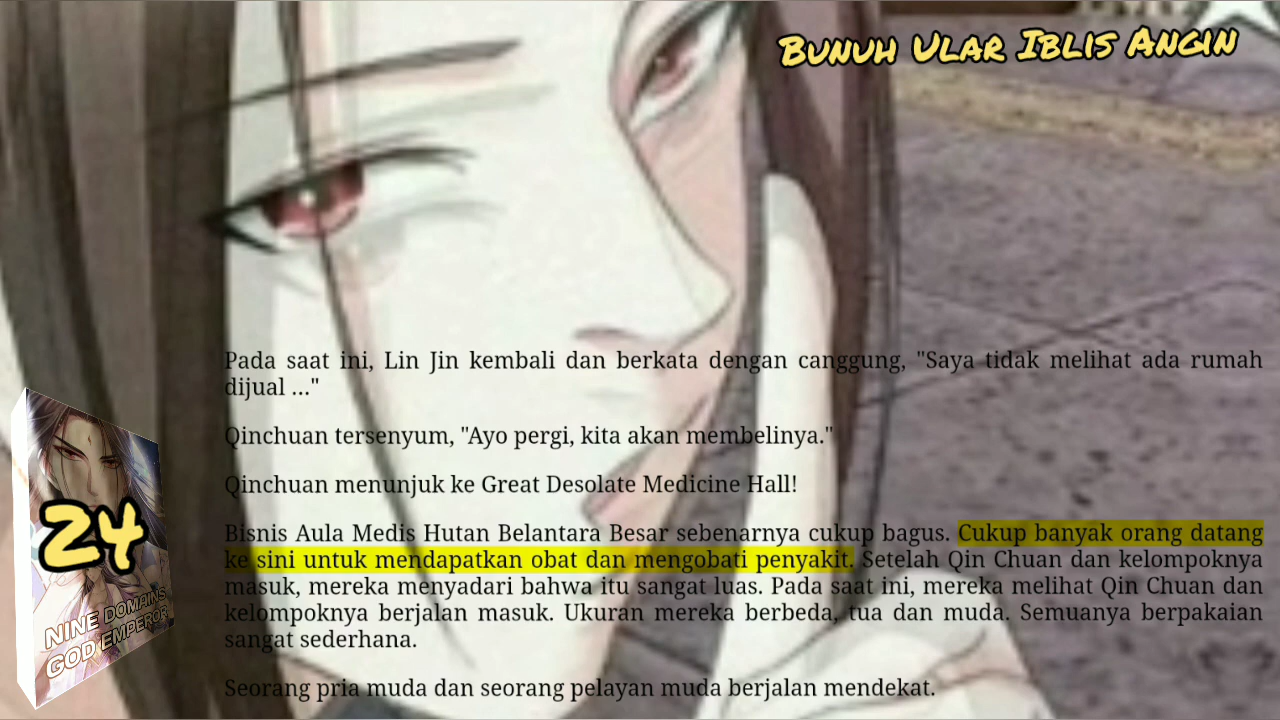 Bunuh Ular Iblis Angin
Pada saat ini, Lin Jin kembali dan berkata dengan canggung, "Saya tidak melihat ada rumah
dijual ..."
Qinchuan tersenyum, "Ayo pergi, kita akan membelinya."
Qinchuan menunjuk ke Great Desolate Medicine Hall!
Bisnis Aula Medis Hutan Belantara Besar sebenarnya cukup bagus. Cukup banyak orang datang
ke sini untuk mendapatkan obat dan mengobati penyakit. Setelah Qin Chuan dan kelompoknya
masuk, mereka menyadari bahwa itu sangat luas. Pada saat ini, mereka melihat Qin Chuan dan
kelompoknya berjalan masuk. Ukuran mereka berbeda, tua dan muda. Semuanya berpakaian
sangat sederhana.
Seorang pria muda dan seorang pelayan muda berjalan mendekat.
24
NINE DOMAINS
GOD EMPEROR